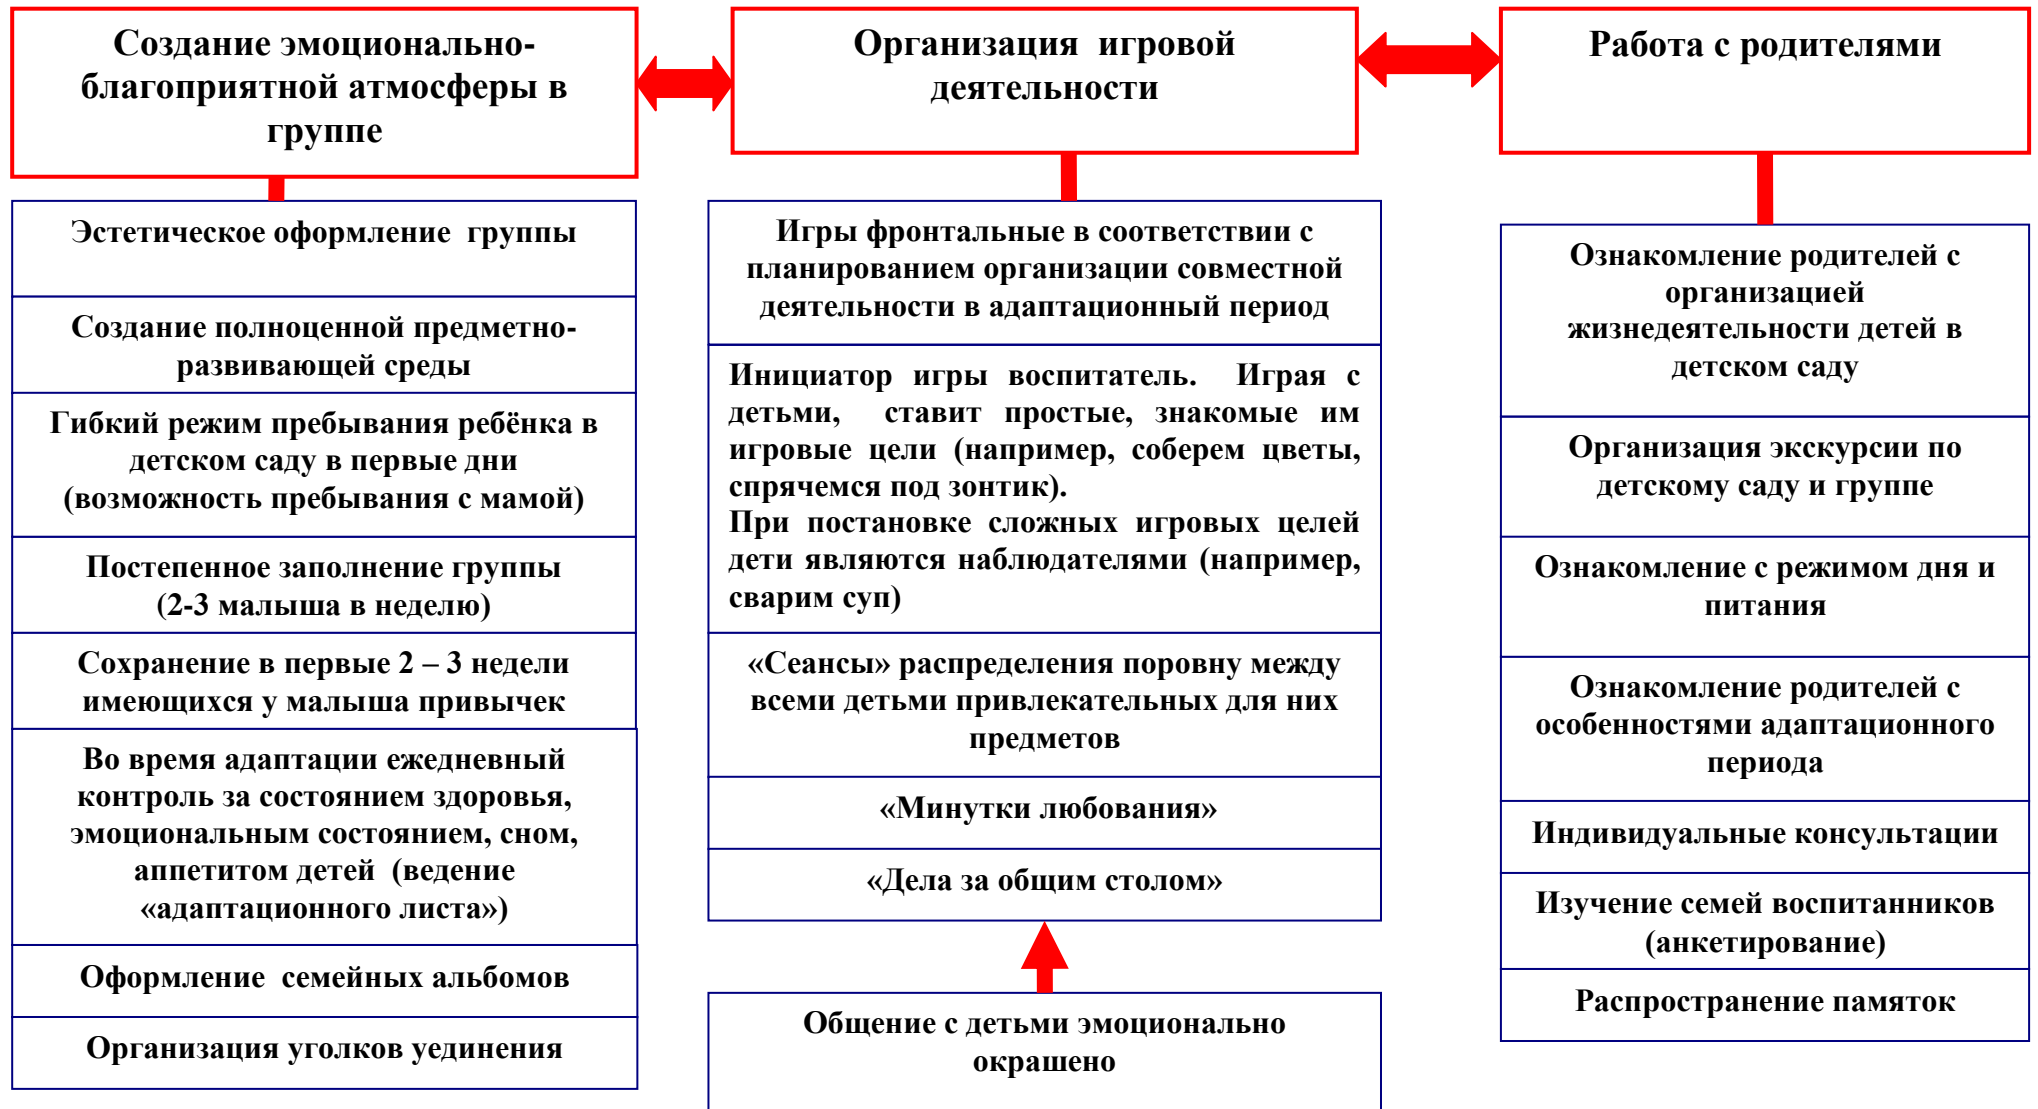 Создание эмоционально-
благоприятной атмосферы в
группе
Эстетическое оформление группы
Создание полноценной предметно-
развивающей среды
Гибкий режим пребывания ребёнка в
детском саду в первые дни
(возможность пребывания с мамой)
Постепенное заполнение группы
(2-3 малыша в неделю)
Сохранение в первые 2 – 3 недели
имеющихся у малыша привычек
Во время адаптации ежедневный
контроль за состоянием здоровья,
эмоциональным состоянием, сном,
аппетитом детей (ведение
«адаптационного листа»)
Оформление семейных альбомов
Организация уголков уединения
Организация игровой
деятельности
Игры фронтальные в соответствии с
планированием организации совместной
деятельности в адаптационный период
Инициатор игры воспитатель. Играя с
детьми, ставит простые, знакомые им
игровые цели (например, соберем цветы,
спрячемся под зонтик).
При постановке сложных игровых целей
дети являются наблюдателями (например,
сварим суп)
«Сеансы» распределения поровну между
всеми детьми привлекательных для них
предметов
«Минутки любования»
«Дела за общим столом»
Общение с детьми эмоционально
окрашено
Работа с родителями
Ознакомление родителей с
организацией
жизнедеятельности детей в
детском саду
Организация экскурсии по
детскому саду и группе
Ознакомление с режимом дня и
питания
Ознакомление родителей с
особенностями адаптационного
периода
Индивидуальные консультации
Изучение семей воспитанников
(анкетирование)
Распространение памяток